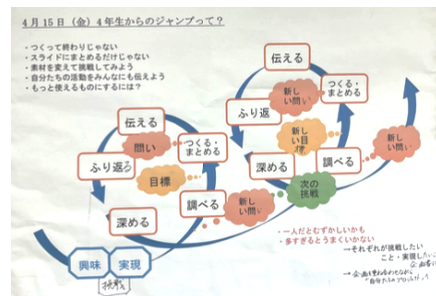 4月15日（金）4年生からのジャンプって？
・つくって終わりじゃない
・スライドにまとめるだけじゃない
・素材を変えて挑戦してみよう
・自分たちの活動をみんなにも伝えよう
・もっと使えるものにするには？
伝える
新しい問い
つくる・まとめる
ふり返
新しい目標
深める
調べる
新しい問い
次の挑戦
伝える
問い
つくる・まとめる
ふり返る
目標
深める
調べる
新しい問い
興味
実現
挑戦
・一人だとむずかしいかも
・多すぎるとうまくいかない
→それぞれが挑戦したい
こと・実現したい